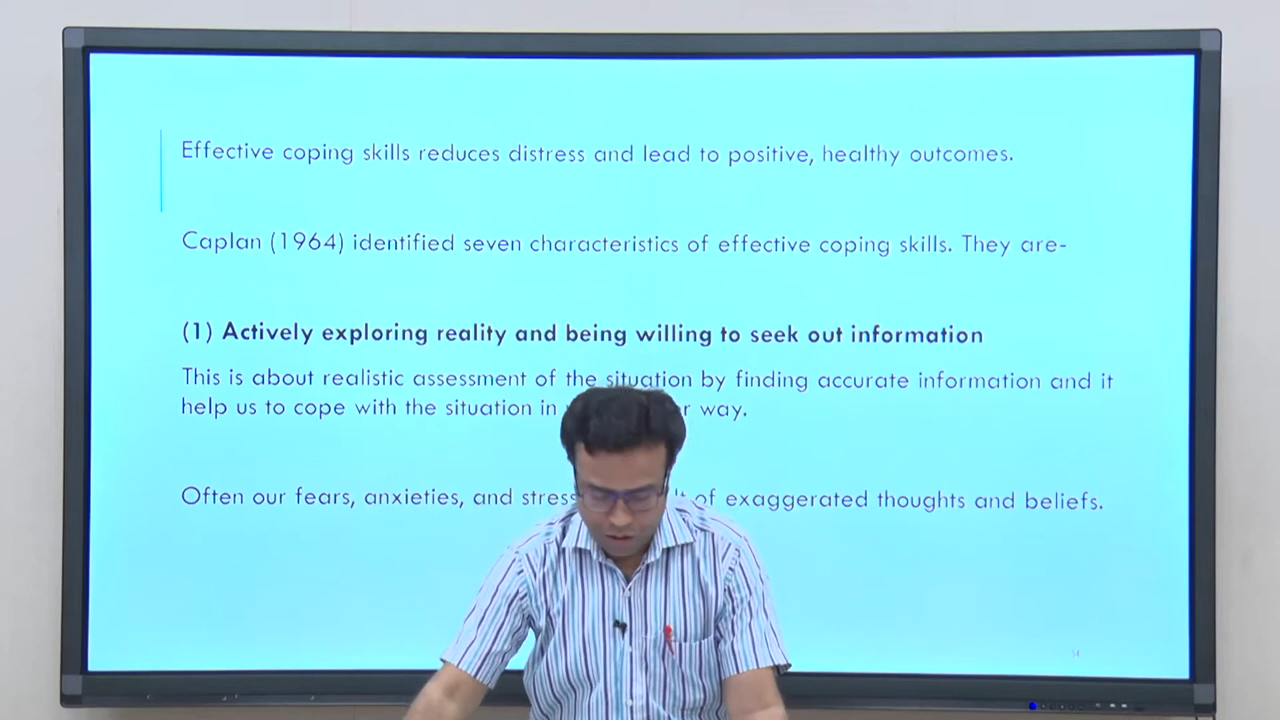 Effective coping skills reduces distress and lead to positive, healthy outcomes.
Caplan (1964) identified seven characteristics of effective coping skills. They are-
(1) Actively exploring reality and being willing to seek out information
This is about realistic assessment of the situation by finding accurate information and it
help us to cope with the situation in way.
Often our fears, anxieties, and of exaggerated thoughts and beliefs.